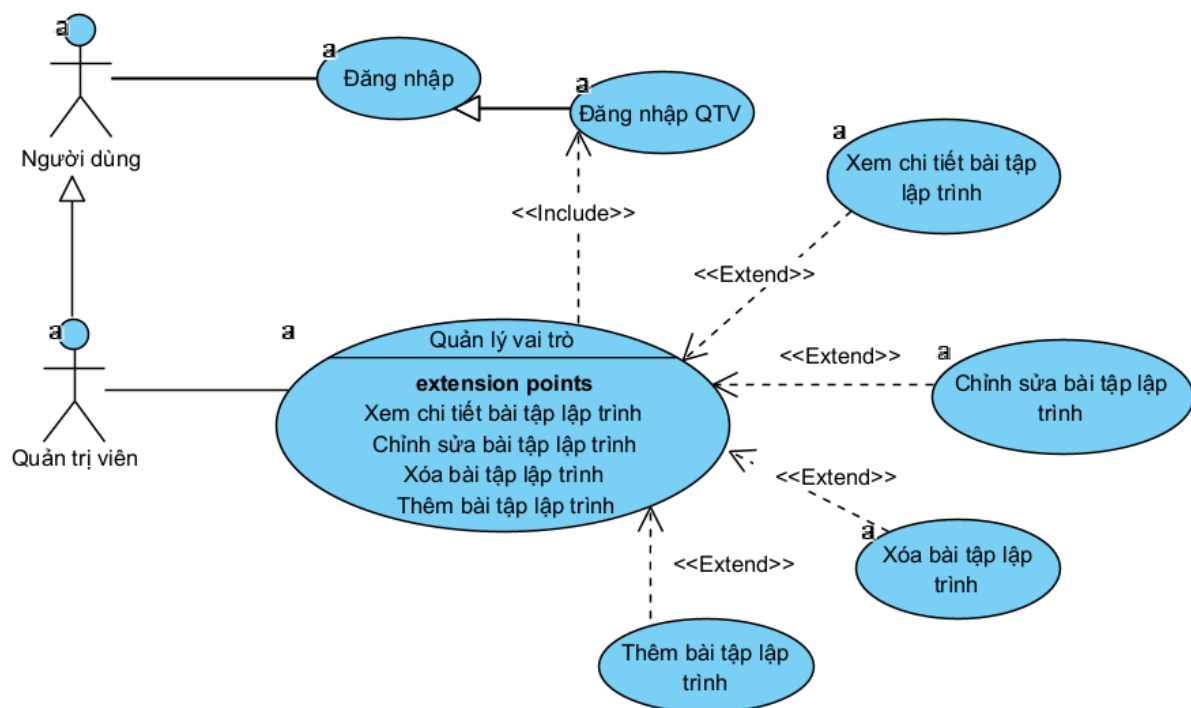 a
Người dùng
a
Đăng nhập
a
Đăng nhập QTV
<<Include>>
a
Xem chi tiết bài tập
lập trình
<<Extend>>
a
Quản trị viên
a
Quản lý vai trò
extension points
Xem chi tiết bài tập lập trình
Chỉnh sửa bài tập lập trình
Xóa bài tập lập trình
Thêm bài tập lập trình
<<Extend>>
a
Chỉnh sửa bài tập lập
trình
<<Extend>>
a
Xóa bài tập lập
trình
<<Extend>>
Thêm bài tập lập
trình